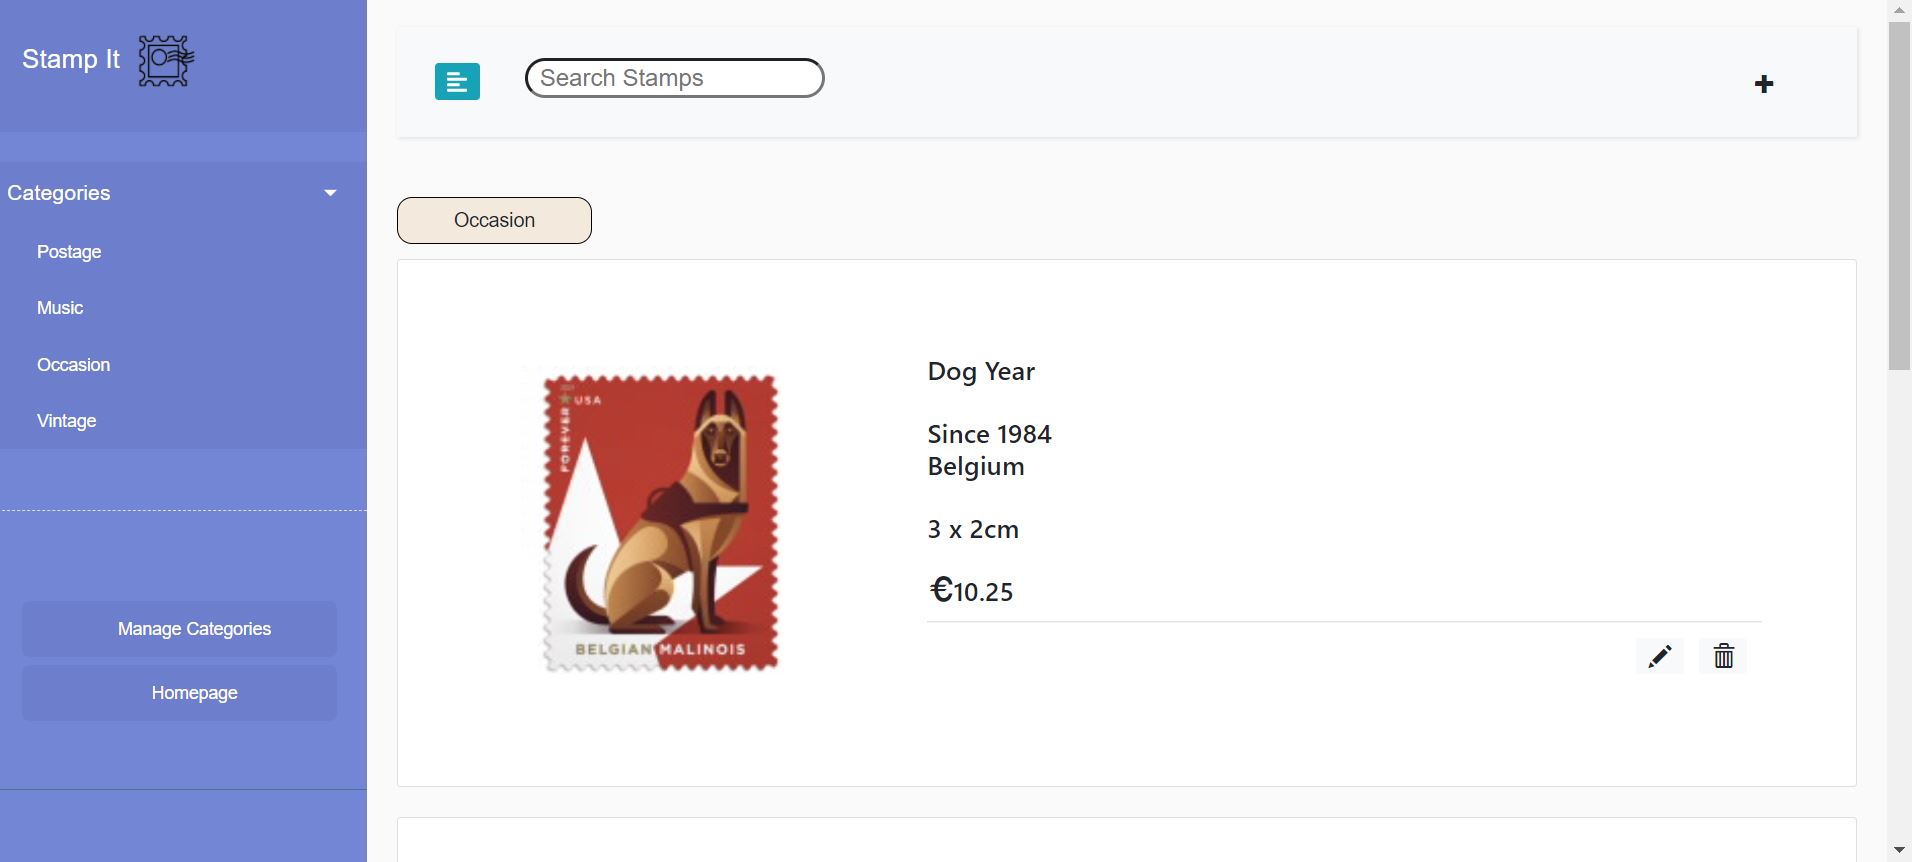 Stamp It
Search Stamps
Categories
Postage
Music
Occasion
Vintage
Manage Categories
Homepage
Occasion
USA
FOREVER
BELGIAN MALINOIS
Dog Year
Since 1984
Belgium
3 x 2cm
€10.25